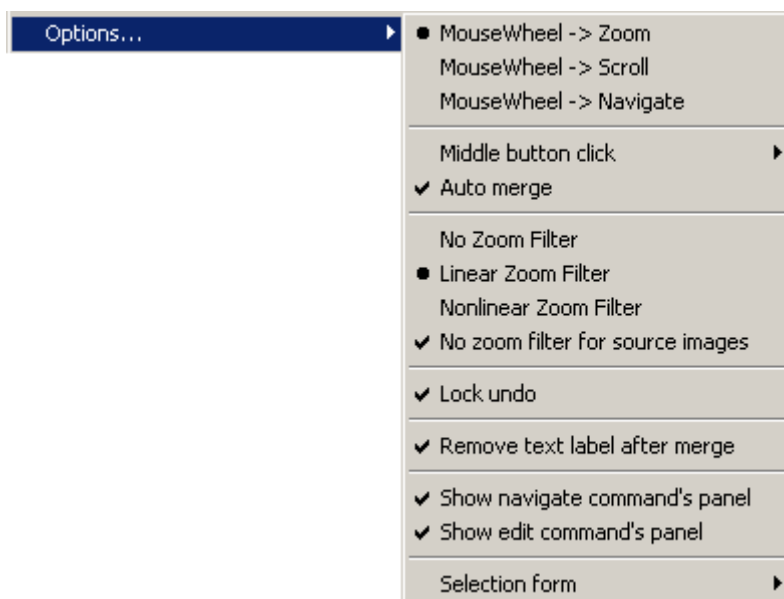 Options...
MouseWheel -> Zoom
MouseWheel -> Scroll
MouseWheel -> Navigate
Middle button click
Auto merge
No Zoom Filter
Linear Zoom Filter
Nonlinear Zoom Filter
No zoom filter for source images
Lock undo
Remove text label after merge
Show navigate command's panel
Show edit command's panel
Selection form